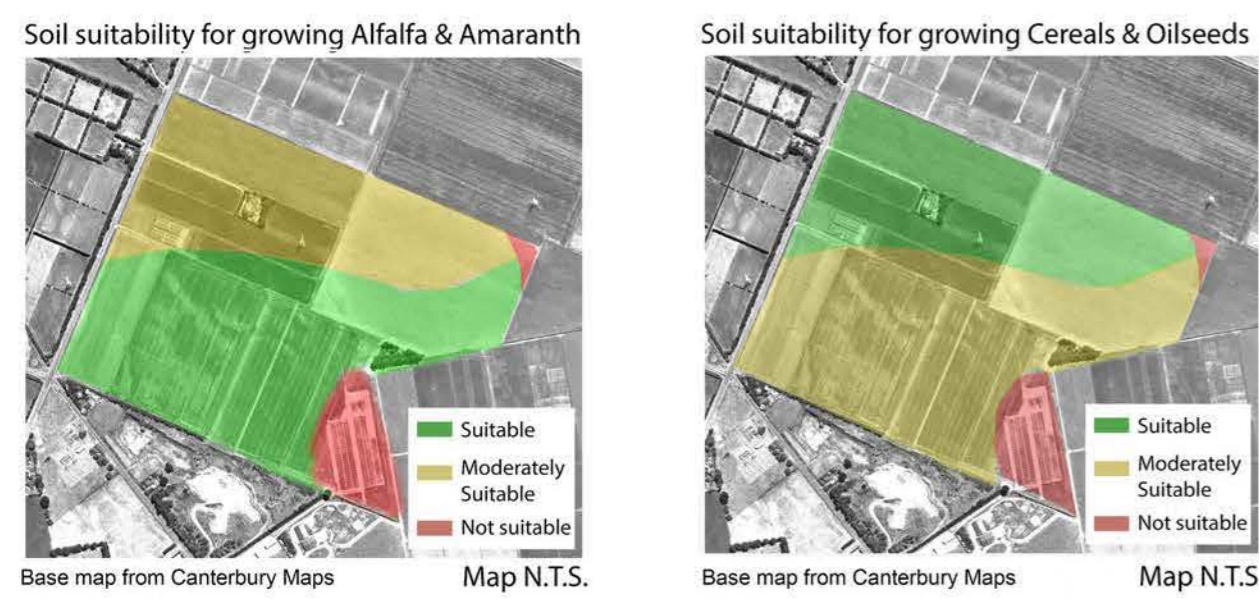 Soil suitability for growing Alfalfa & Amaranth
Suitable
Moderately
Suitable
Not suitable
Base map from Canterbury Maps
Map N.T.S.
Soil suitability for growing Cereals & Oilseeds
Suitable
Moderately
Suitable
Not suitable
Base map from Canterbury Maps
Map N.T.S